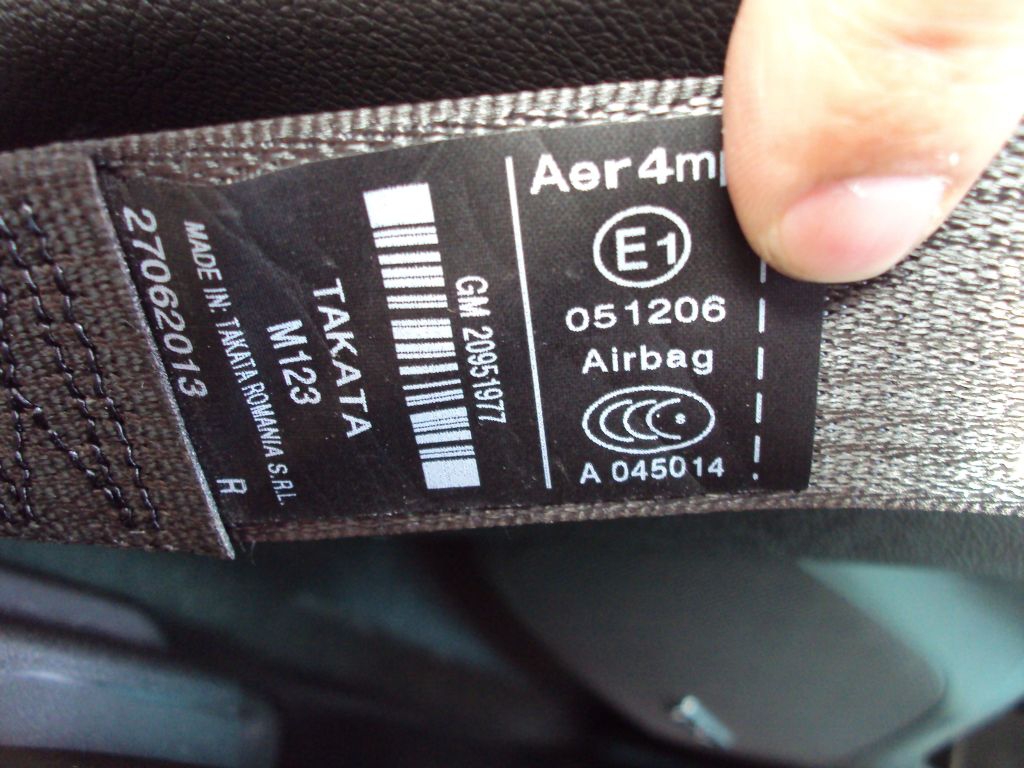 Aer4m
E1
051206
Airbag
A 045014
GM 20951977
TAKATA
M123
MADE IN: TAKATA ROMANIA S.R.L.
27062013
R